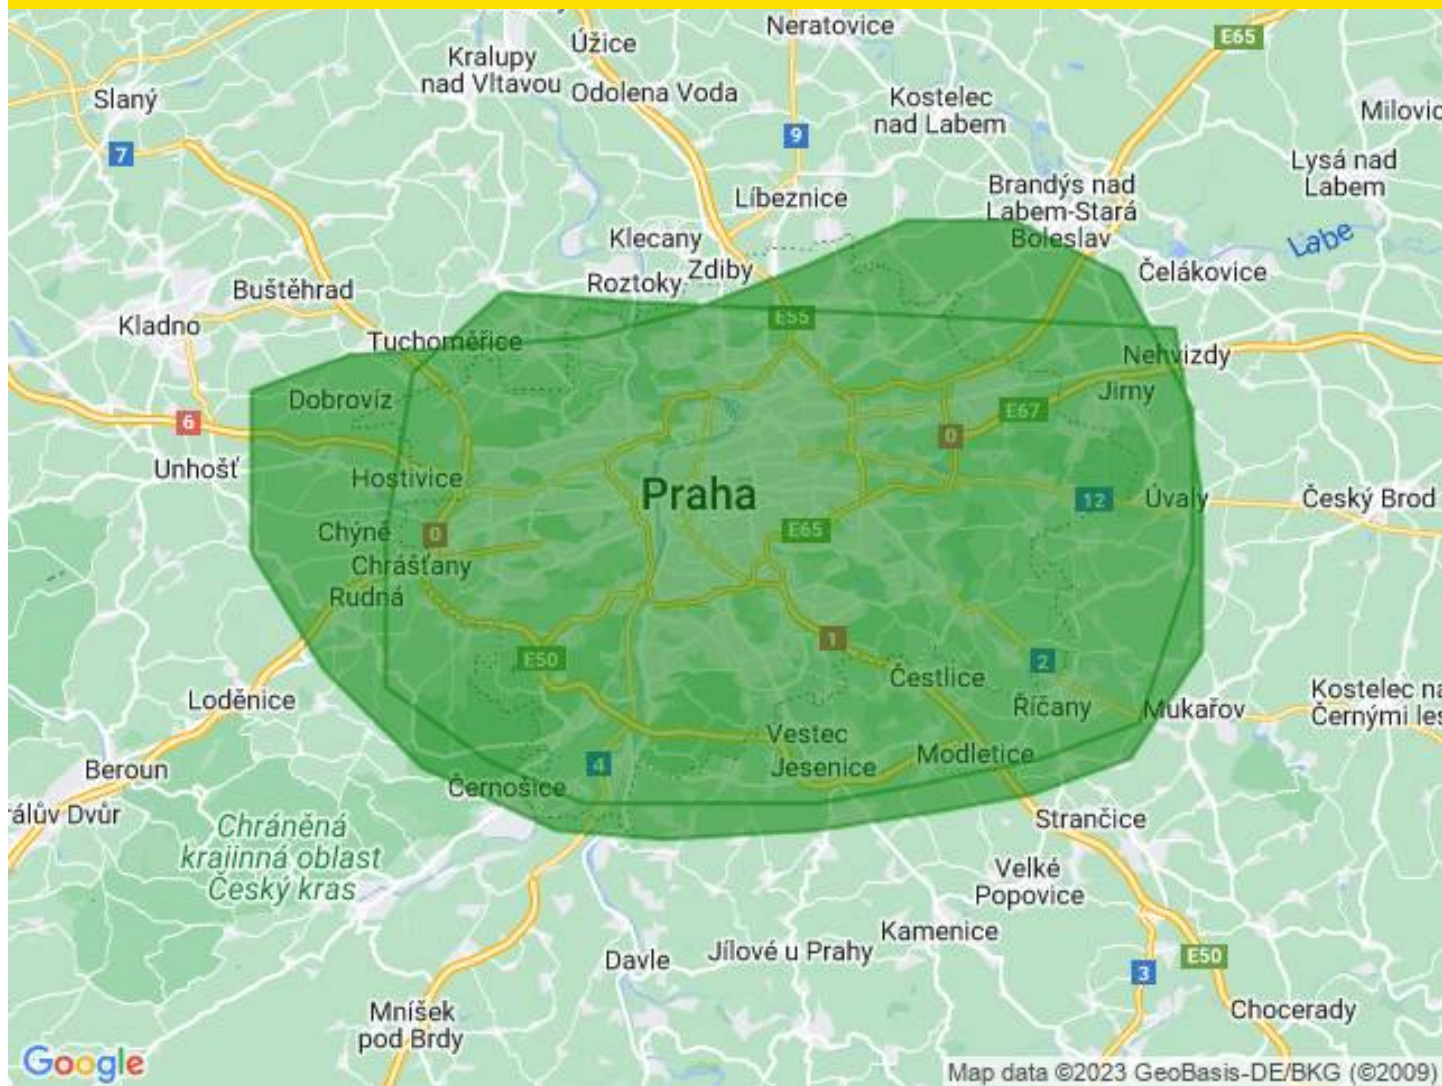 Neratovice
E65
Úžice
Kralupy
nad Vltavou
Odolena Voda
Slaný
Kostelec
nad Labem
Milovic
7
9
Lysá nad
Labem
Líbeznice
Brandýs nad
Labem-Stará
Boleslav
Klecany
Labe
Zdiby
Roztoky
Čelákovice
Buštěhrad
Kladno
E55
Tuchoměřice
Nehvizdy
Dobrovíz
Jirny
E67
6
0
Unhošť
Hostivice
Praha
12
Úvaly
Český Brod
Chýně
0
E65
Chrášťany
Rudná
1
E50
2
Čestlice
Loděnice
Říčany
Mukařov
Kostelec na
Černými les
Vestec
Modletice
Beroun
4
Jesenice
Černošice
rálův Dvůr
Chráněná
krajinná oblast
Český kras
Strančice
Velké
Popovice
Kamenice
Davle
Jílové u Prahy
E50
3
Mníšek
pod Brdy
Chocerady
Google
Map data ©2023 GeoBasis-DE/BKG (©2009)